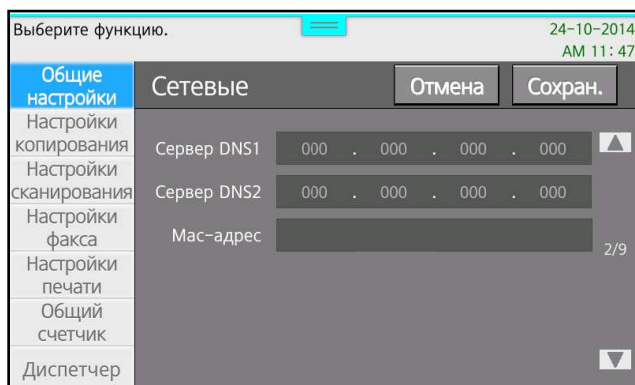 Выберите функцию.
24-10-2014
AM 11:47
Общие
настройки
Сетевые
Отмена
Сохран.
Настройки
копирования
Настройки
сканирования
Настройки
факса
Настройки
печати
Общий
счетчик
Диспетчер
Сервер DNS1 000 . 000 . 000 . 000
Сервер DNS2 000 . 000 . 000 . 000
Мас-адрес
2/9